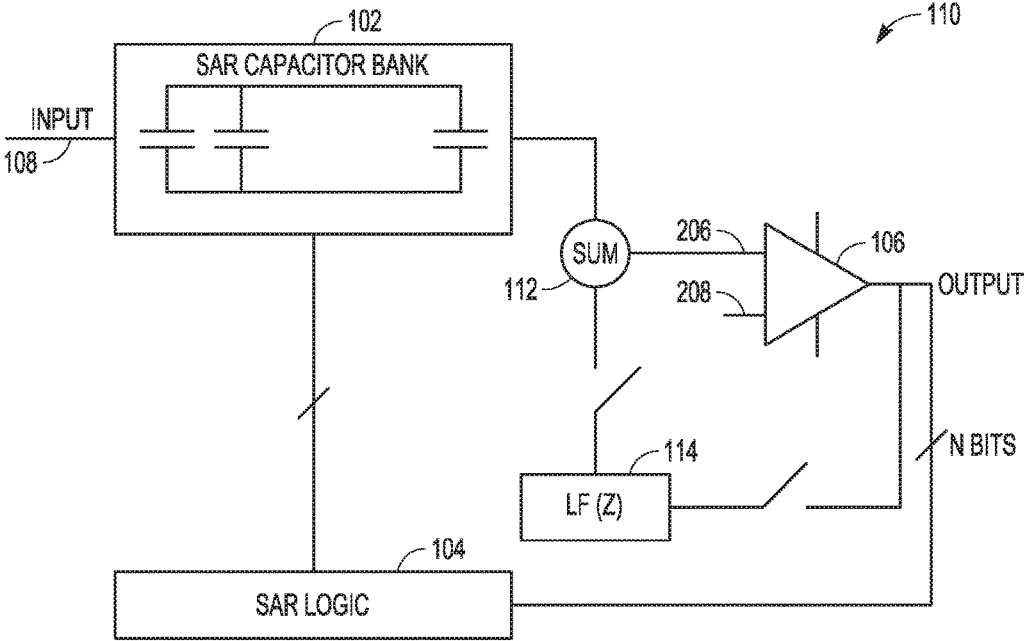 110
102
SAR CAPACITOR BANK
INPUT
108
206
106
SUM
112
208
OUTPUT
N BITS
114
LF (Z)
104
SAR LOGIC